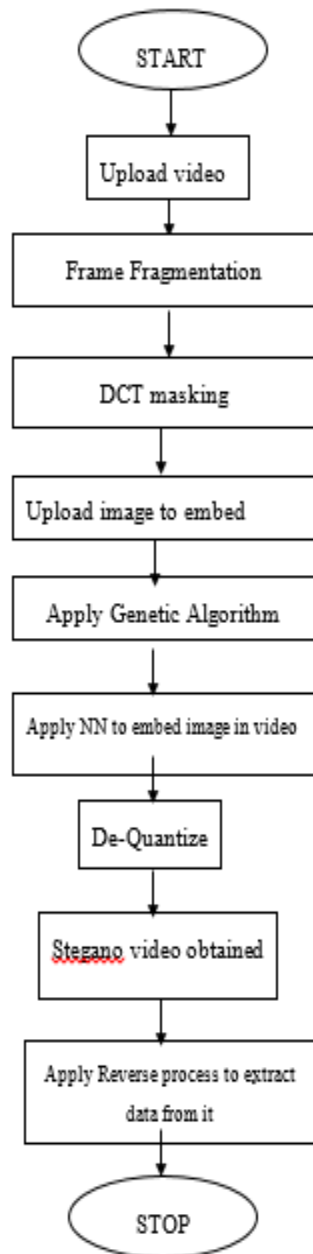 START
Upload video
Frame Fragmentation
DCT masking
Upload image to embed
Apply Genetic Algorithm
Apply NN to embed image in video
De-Quantize
Stegano video obtained
Apply Reverse process to extract
data from it
STOP